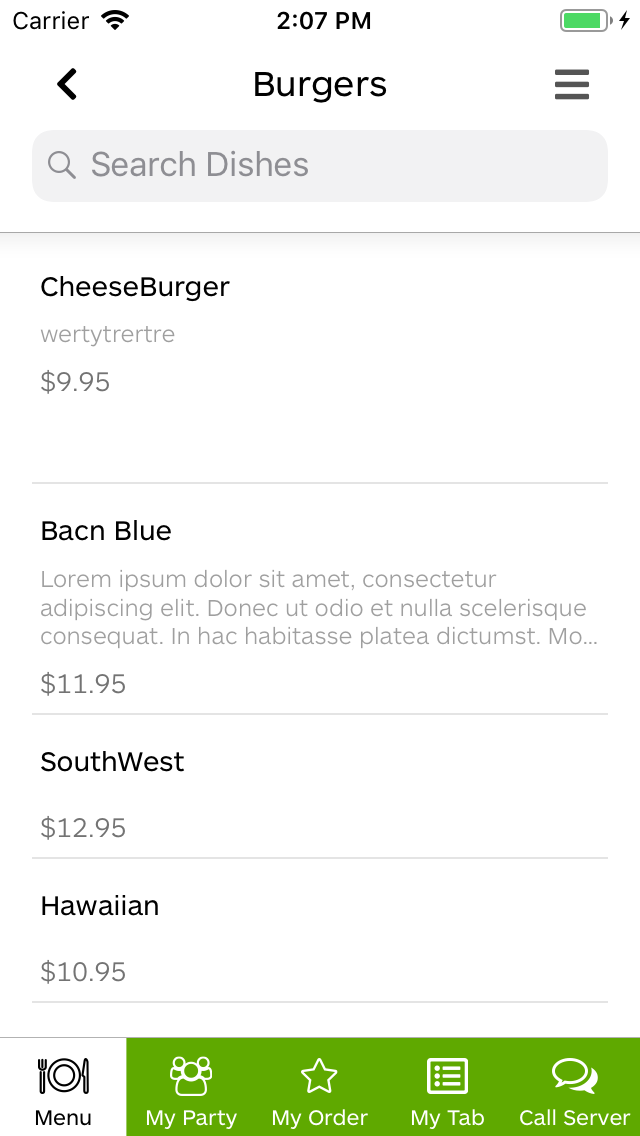 Carrier 2:07 PM
Burgers
Search Dishes
CheeseBurger
wertytrertre
$9.95
Bacn Blue
Lorem ipsum dolor sit amet, consectetur
adipiscing elit. Donec ut odio et nulla scelerisque
consequat. In hac habitasse platea dictumst. Mo...
$11.95
SouthWest
$12.95
Hawaiian
$10.95
Menu My Party My Order My Tab Call Server